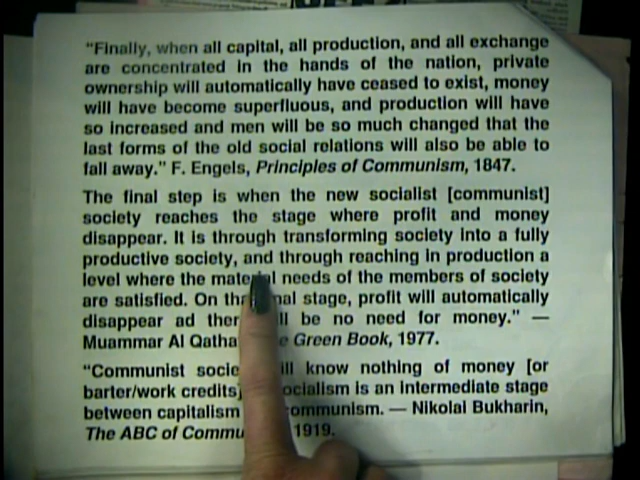 "Finally, when all capital, all production, and all exchange
are concentrated in the hands of the nation, private
ownership will automatically have ceased to exist, money
will have become superfluous, and production will have
so increased and men will be so much changed that the
last forms of the old social relations will also be able to
fall away." F. Engels, Principles of Communism, 1847.
The final step is when the new socialist [communist]
society reaches the stage where profit and money
disappear. It is through transforming society into a fully
productive society, and through reaching in production a
level where the material needs of the members of society
are satisfied. On stage, profit will automatically
disappear ad be no need for money." —
Muammar Al Green Book, 1977.
"Communist will know nothing of money [or
barter/work credits] socialism is an intermediate stage
between capitalism communism. — Nikolai Bukharin,
The ABC of 1919.